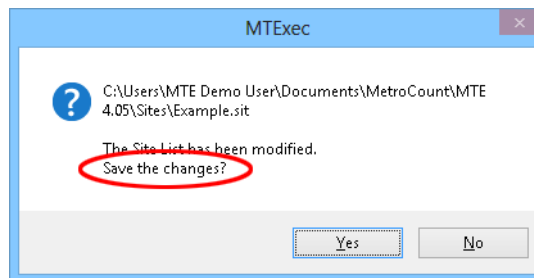 MTExec
C:\Users\MTE Demo User\Documents\MetroCount\MTE
4.05\Sites\Example.sit
The Site List has been modified.
Save the changes?
Yes
No